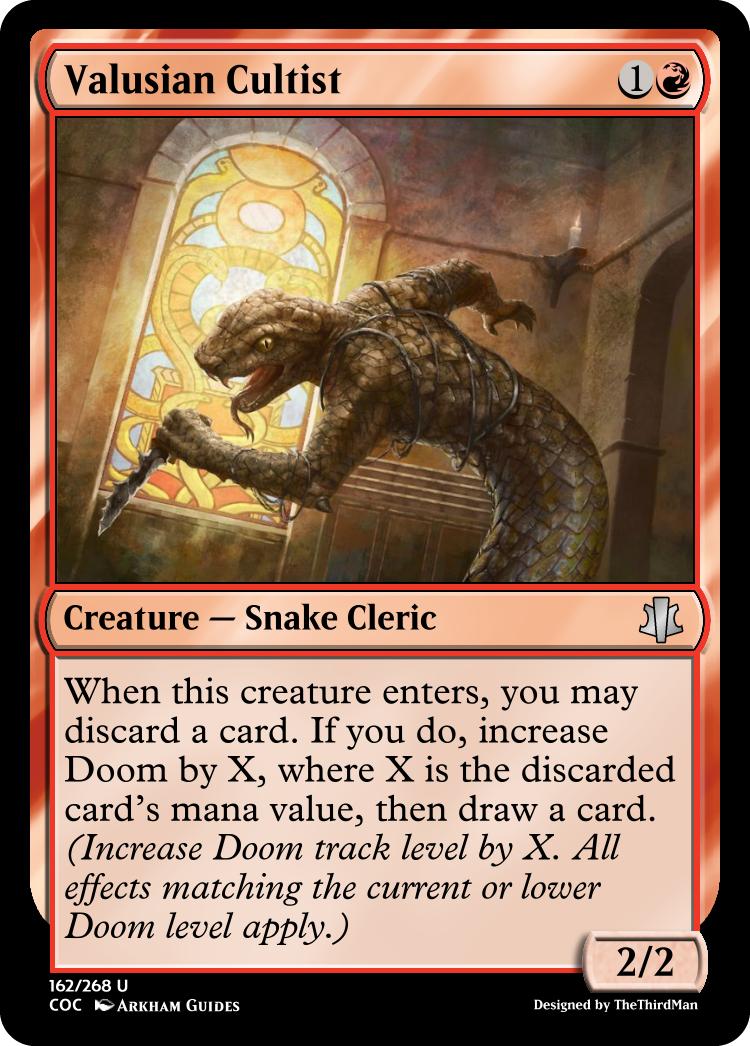 Valusian Cultist 1
Creature — Snake Cleric
When this creature enters, you may
discard a card. If you do, increase
Doom by X, where X is the discarded
card's mana value, then draw a card.
(Increase Doom track level by X. All
effects matching the current or lower
Doom level apply.)
2/2
162/268 U
COC ARKHAM GUIDES
Designed by TheThirdMan